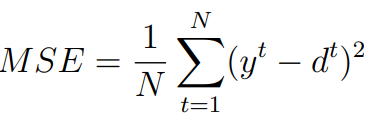 MSE = \frac{1}{N} \sum_{t=1}^{N} (y^t - d^t)^2